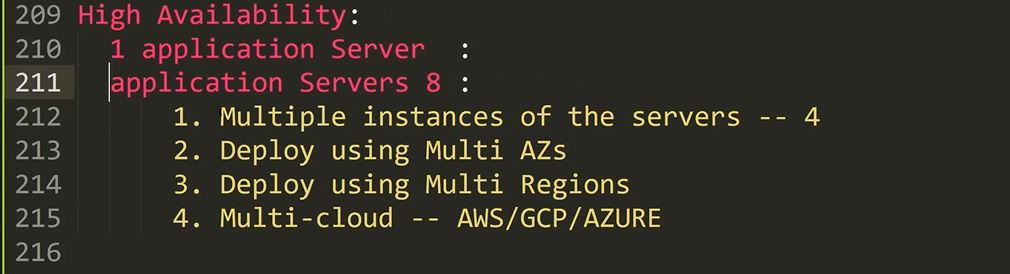 209 High Availability:
210 1 application Server :
211 application Servers 8 :
212 1. Multiple instances of the servers -- 4
213 2. Deploy using Multi AZs
214 3. Deploy using Multi Regions
215 4. Multi-cloud -- AWS/GCP/AZURE
216